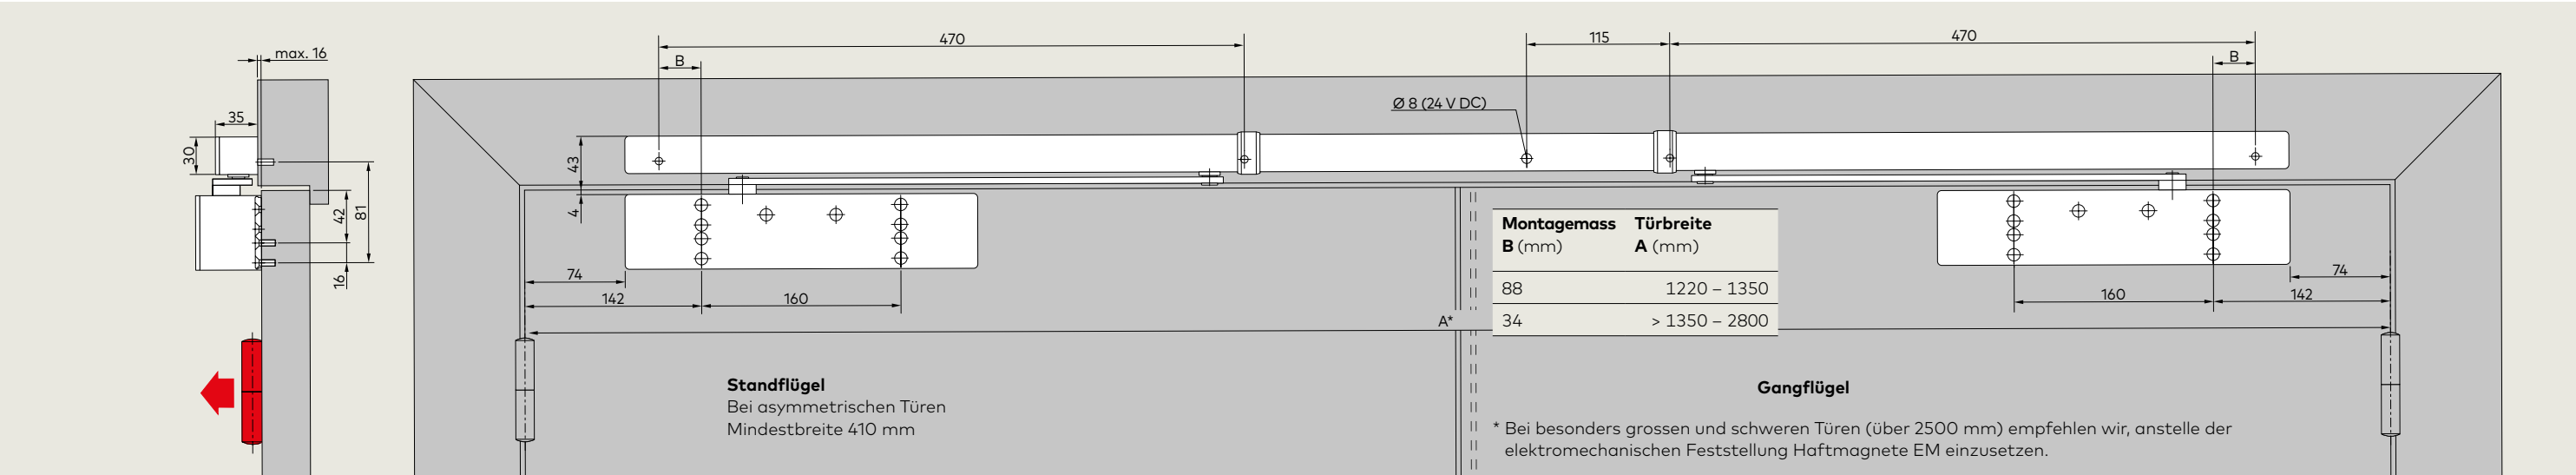 max. 16
35
30
42
81
16
470
B
115
470
B
Ø 8 (24 V DC)
43
4
74
142
160
74
160
142
A*
Montagemass Türbreite
B (mm) A (mm)
88 1220 – 1350
34 > 1350 – 2800
Standflügel
Bei asymmetrischen Türen
Mindestbreite 410 mm
Gangflügel
* Bei besonders grossen und schweren Türen (über 2500 mm) empfehlen wir, anstelle der
elektromechanischen Feststellung Haftmagnete EM einzusetzen.